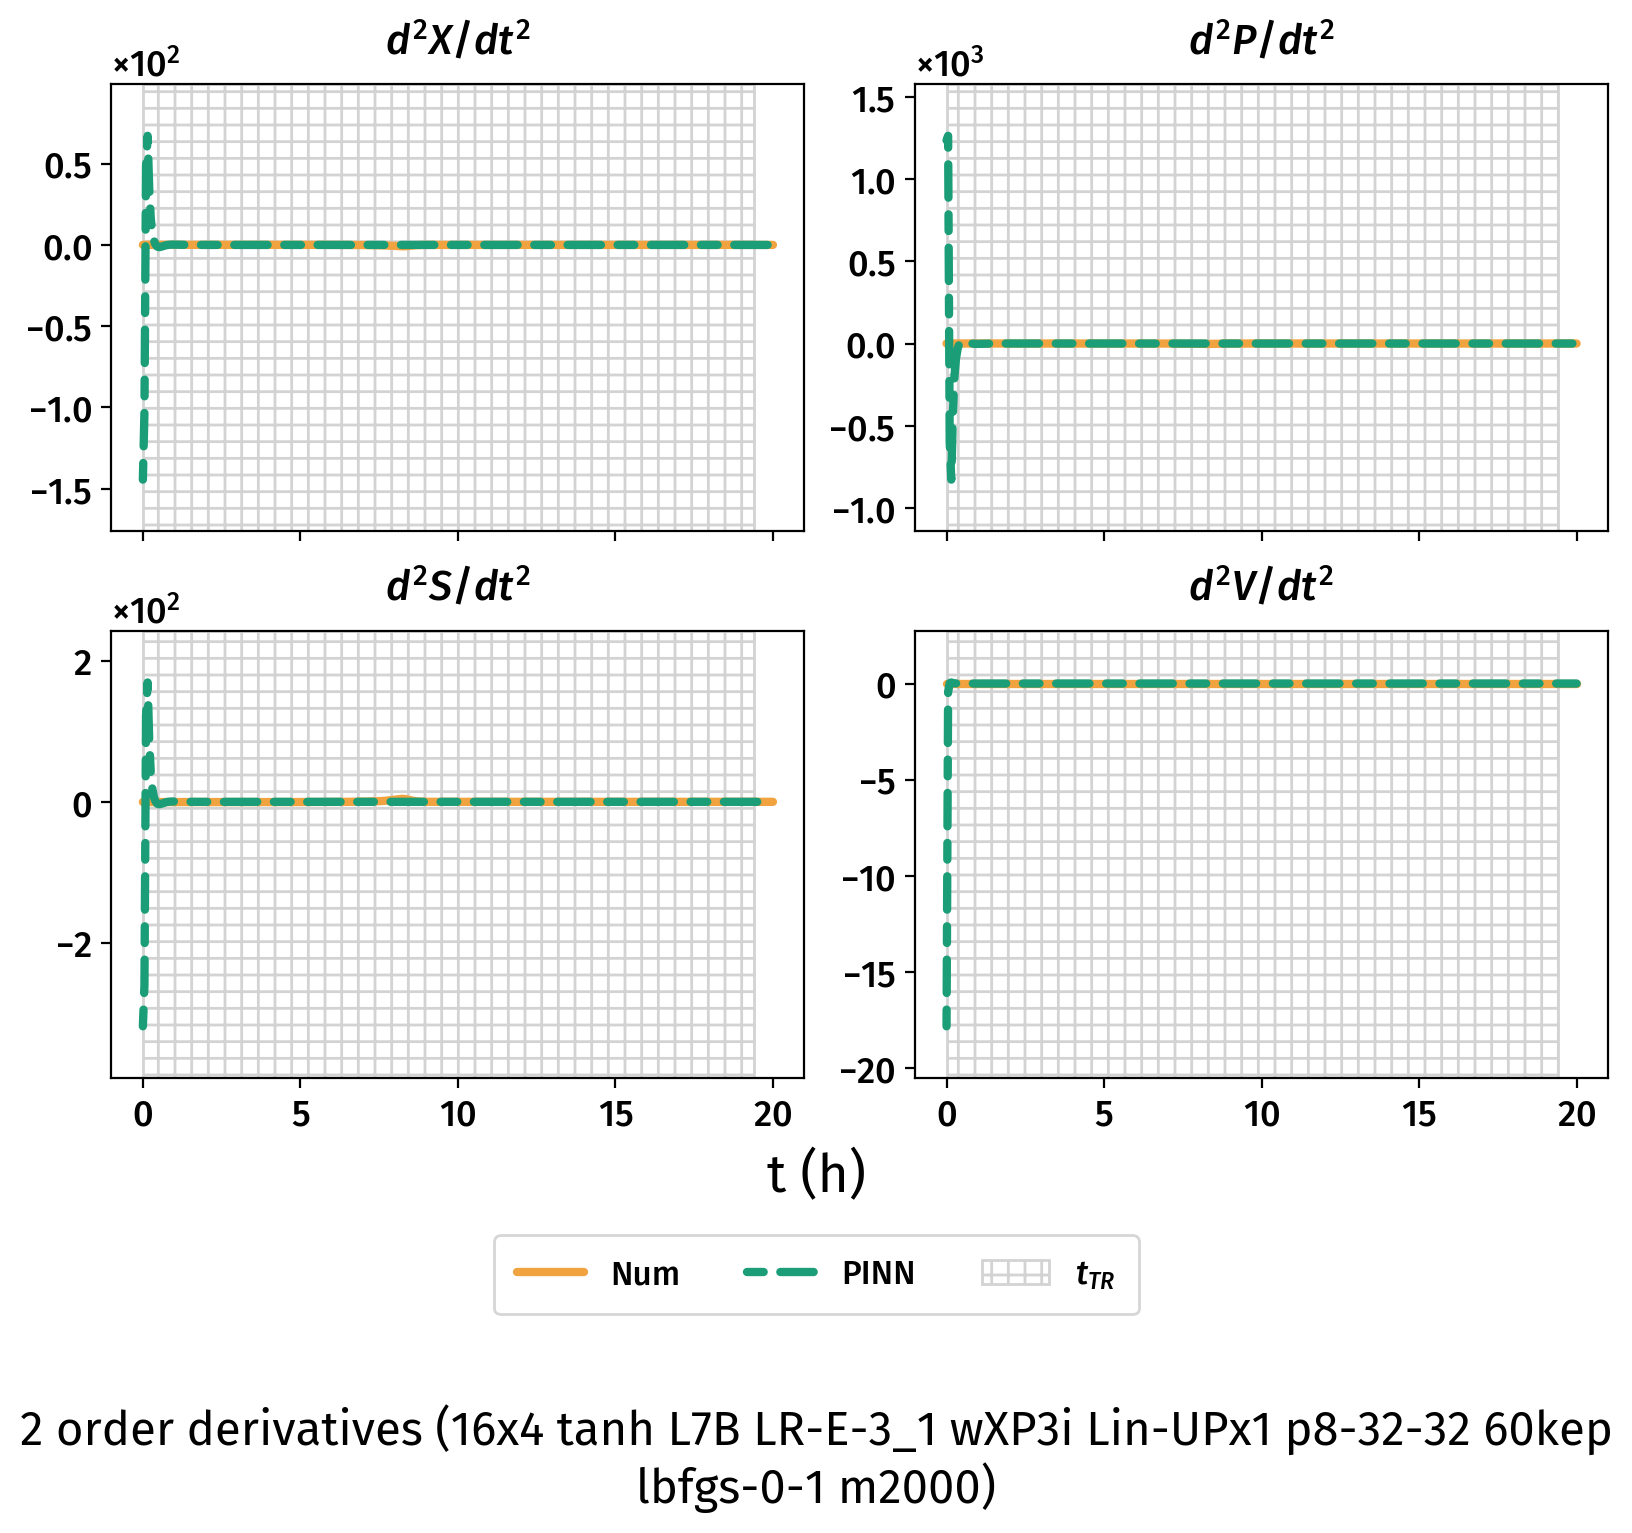 d²X/dt²
×10²
0.5
0.0
−0.5
−1.0
−1.5
d²P/dt²
×10³
1.5
1.0
0.5
0.0
−0.5
−1.0
d²S/dt²
×10²
2
0
−2
0 5 10 15 20
d²V/dt²
0
−5
−10
−15
−20
0 5 10 15 20
t (h)
Num PINN t_TR
2 order derivatives (16x4 tanh L7B LR-E-3_1 wXP3i Lin-UPx1 p8-32-32 60kep
lbfgs-0-1 m2000)